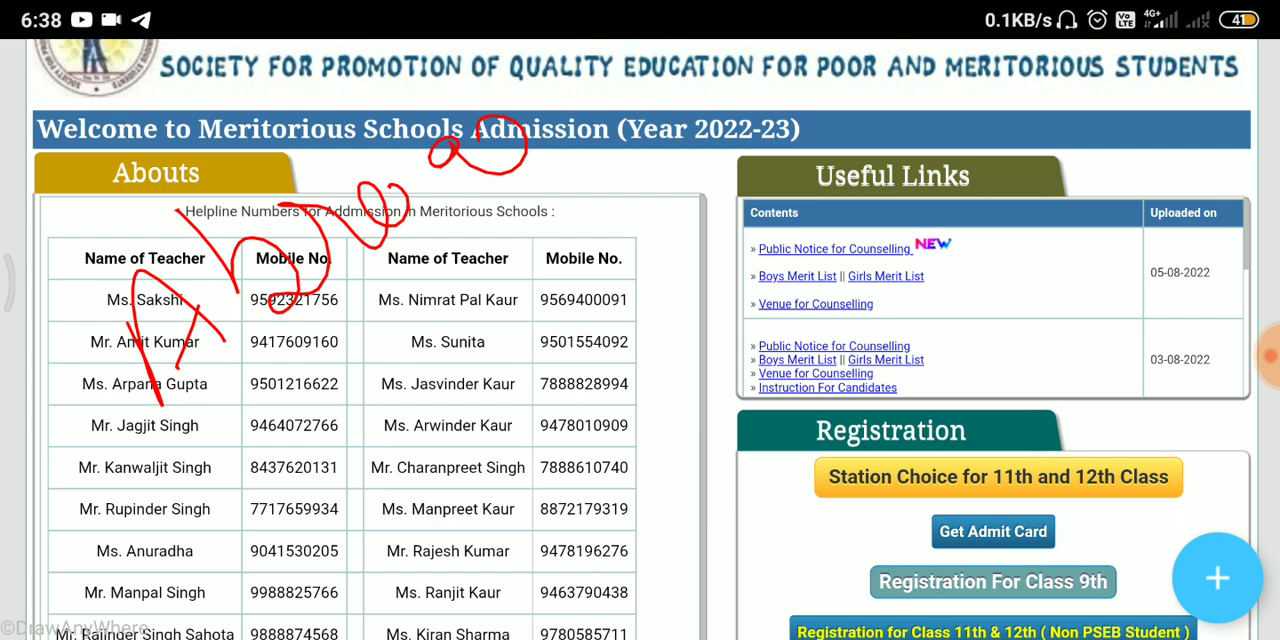 6:38 0.1KB/s Vo LTE 4G+ 41
SOCIETY FOR PROMOTION OF QUALITY EDUCATION FOR POOR AND MERITORIOUS STUDENTS
Welcome to Meritorious Schools Admission (Year 2022-23)
Abouts
Helpline Numbers for Addmission in Meritorious Schools :
Name of Teacher Mobile No. Name of Teacher Mobile No.
Ms. Sakshi 9592321756 Ms. Nimrat Pal Kaur 9569400091
Mr. Amit Kumar 9417609160 Ms. Sunita 9501554092
Ms. Arpana Gupta 9501216622 Ms. Jasvinder Kaur 7888828994
Mr. Jagjit Singh 9464072766 Ms. Arwinder Kaur 9478010909
Mr. Kanwaljit Singh 8437620131 Mr. Charanpreet Singh 7888610740
Mr. Rupinder Singh 7717659934 Ms. Manpreet Kaur 8872179319
Ms. Anuradha 9041530205 Mr. Rajesh Kumar 9478196276
Mr. Manpal Singh 9988825766 Ms. Ranjit Kaur 9463790438
Mr. Rajinder Singh Sahota 9888874568 Ms. Kiran Sharma 9780585711
©DrawAnyWhere
Useful Links
Contents Uploaded on
» Public Notice for Counselling NEW
» Boys Merit List || Girls Merit List 05-08-2022
» Venue for Counselling
» Public Notice for Counselling
» Boys Merit List || Girls Merit List 03-08-2022
» Venue for Counselling
» Instruction For Candidates
Registration
Station Choice for 11th and 12th Class
Get Admit Card
Registration For Class 9th
Registration for Class 11th & 12th ( Non PSEB Student )